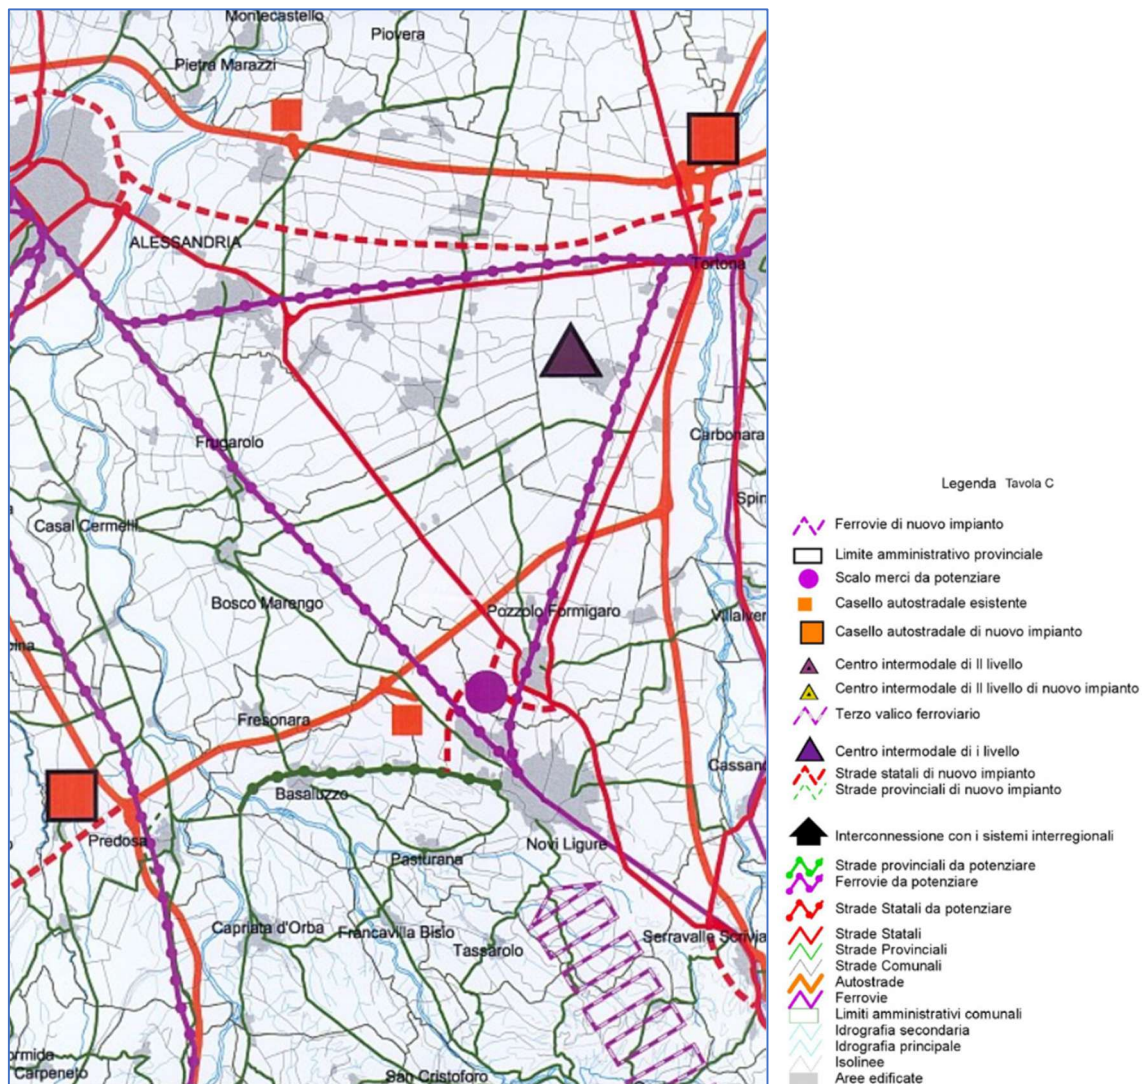 Montecastello
Piovera
Pietra Marazzi
ALESSANDRIA
Tortona
Frugarolo
Carbonara
Spin
Casal Cermelli
Bosco Marengo
Pozzolo Formigaro
Villalver
Fresonara
Cassano
Basaluzzo
Predosa
Novi Ligure
Pasturana
Capriata d'Orba
Francavilla Bisio
Tassarolo
Serravalle Scrivia
Carpeneto
San Cristoforo
Legenda Tavola C
Ferrovie di nuovo impianto
Limite amministrativo provinciale
Scalo merci da potenziare
Casello autostradale esistente
Casello autostradale di nuovo impianto
Centro intermodale di II livello
Centro intermodale di II livello di nuovo impianto
Terzo valico ferroviario
Centro intermodale di i livello
Strade statali di nuovo impianto
Strade provinciali di nuovo impianto
Interconnessione con i sistemi interregionali
Strade provinciali da potenziare
Ferrovie da potenziare
Strade Statali da potenziare
Strade Statali
Strade Provinciali
Strade Comunali
Autostrade
Ferrovie
Limiti amministrativi comunali
Idrografia secondaria
Idrografia principale
Isolinee
Aree edificate